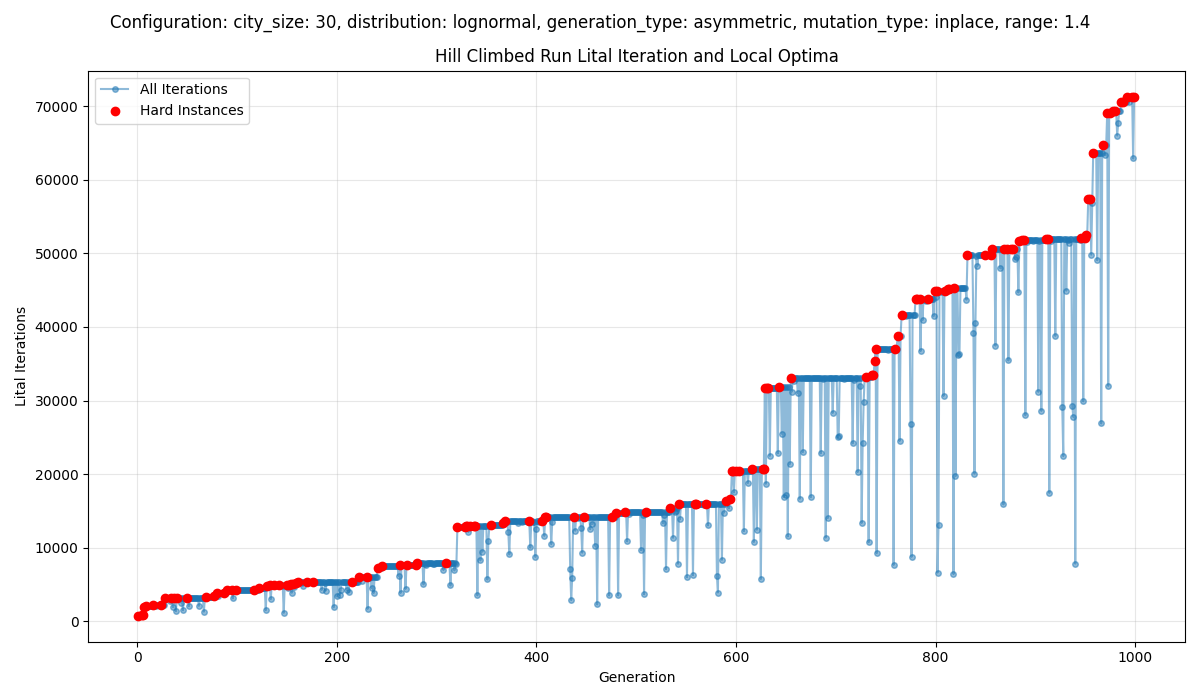 Configuration: city_size: 30, distribution: lognormal, generation_type: asymmetric, mutation_type: inplace, range: 1.4
Hill Climbed Run Lital Iteration and Local Optima
All Iterations
Hard Instances
70000
60000
50000
40000
30000
20000
10000
0
Lital Iterations
0 200 400 600 800 1000
Generation